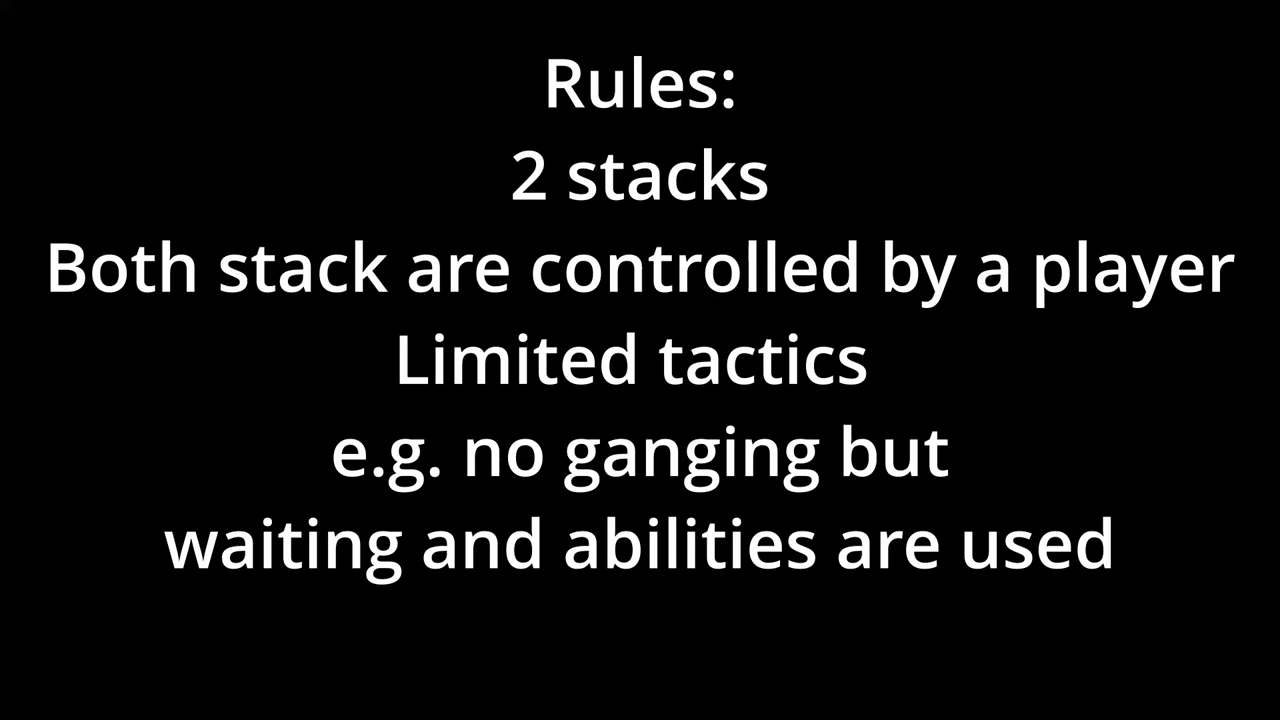 Rules:
2 stacks
Both stack are controlled by a player
Limited tactics
e.g. no ganging but
waiting and abilities are used